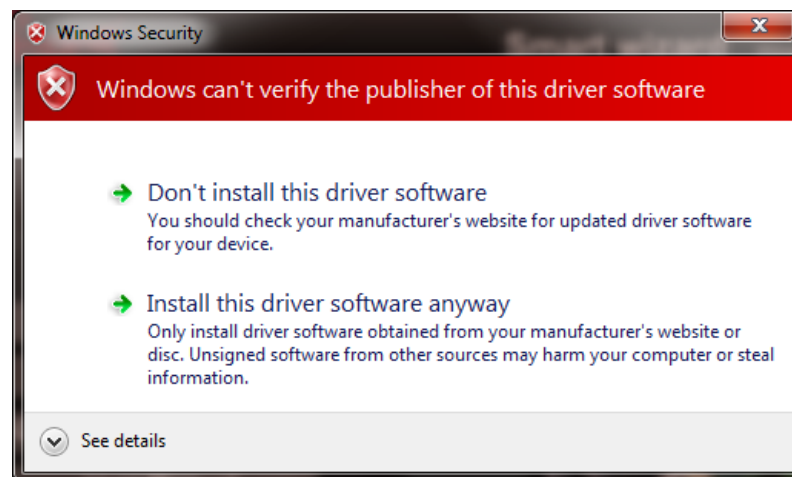 Windows Security
Smart wizard
Windows can't verify the publisher of this driver software
Don't install this driver software
You should check your manufacturer's website for updated driver software
for your device.
Install this driver software anyway
Only install driver software obtained from your manufacturer's website or
disc. Unsigned software from other sources may harm your computer or steal
information.
See details